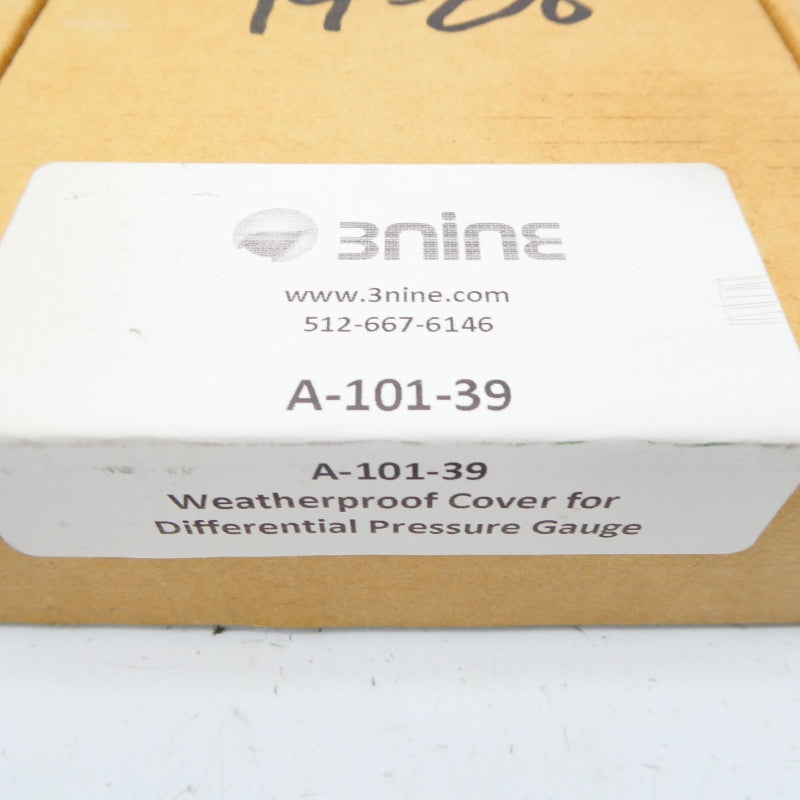 3nine
www.3nine.com
512-667-6146
A-101-39
A-101-39
Weatherproof Cover for
Differential Pressure Gauge